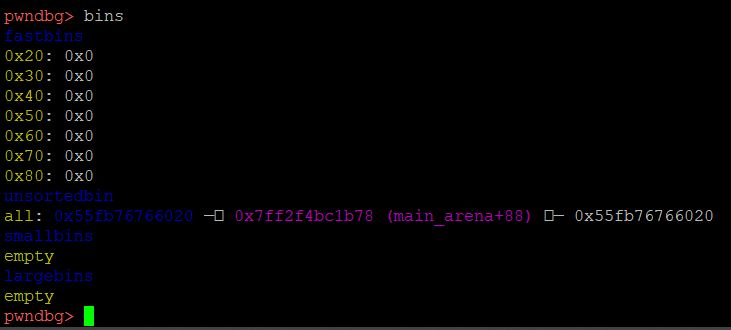 pwndbg> bins
fastbins
0x20: 0x0
0x30: 0x0
0x40: 0x0
0x50: 0x0
0x60: 0x0
0x70: 0x0
0x80: 0x0
unsortedbin
all: 0x55fb76766020 —▯ 0x7ff2f4bc1b78 (main_arena+88) ▯— 0x55fb76766020
smallbins
empty
largebins
empty
pwndbg>